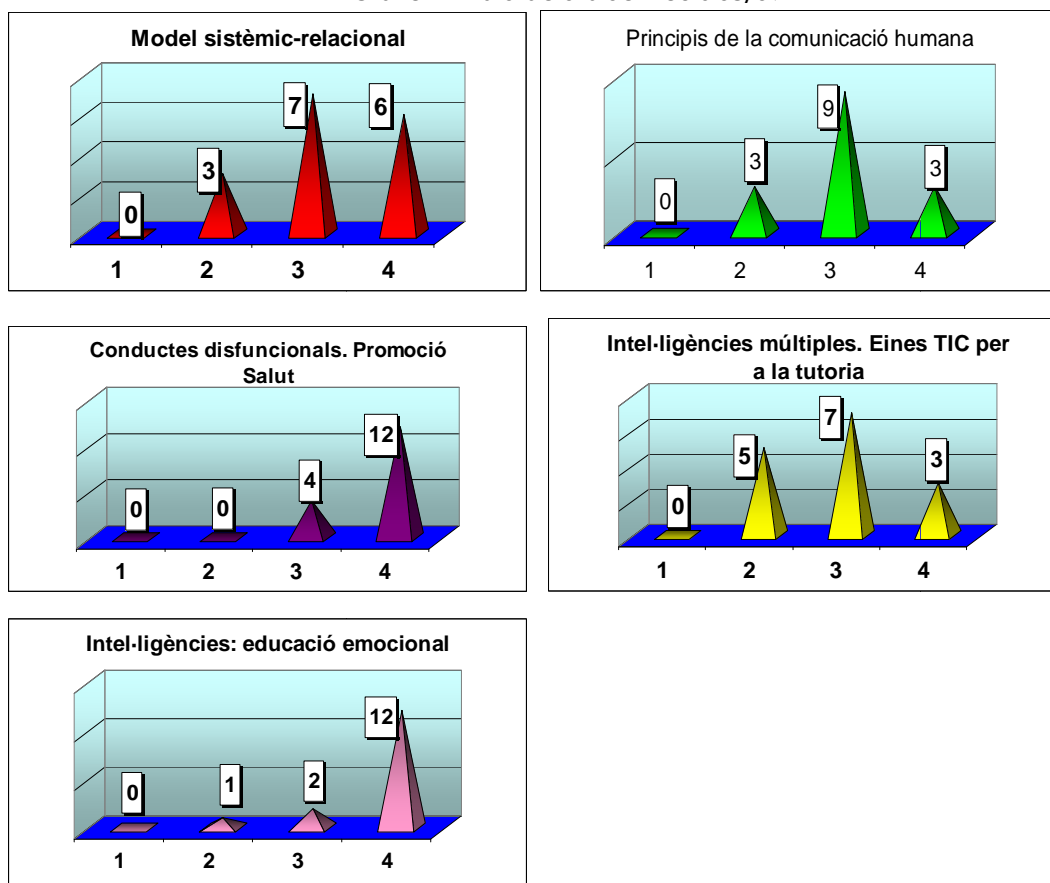 Model sistèmic-relacional
7
6
3
0
1 2 3 4
Principis de la comunicació humana
9
3
3
0
1 2 3 4
Conductes disfuncionals. Promoció
Salut
12
4
0
0
1 2 3 4
Intel·ligències múltiples. Eines TIC per
a la tutoria
7
5
3
0
1 2 3 4
Intel·ligències: educació emocional
12
2
1
0
1 2 3 4